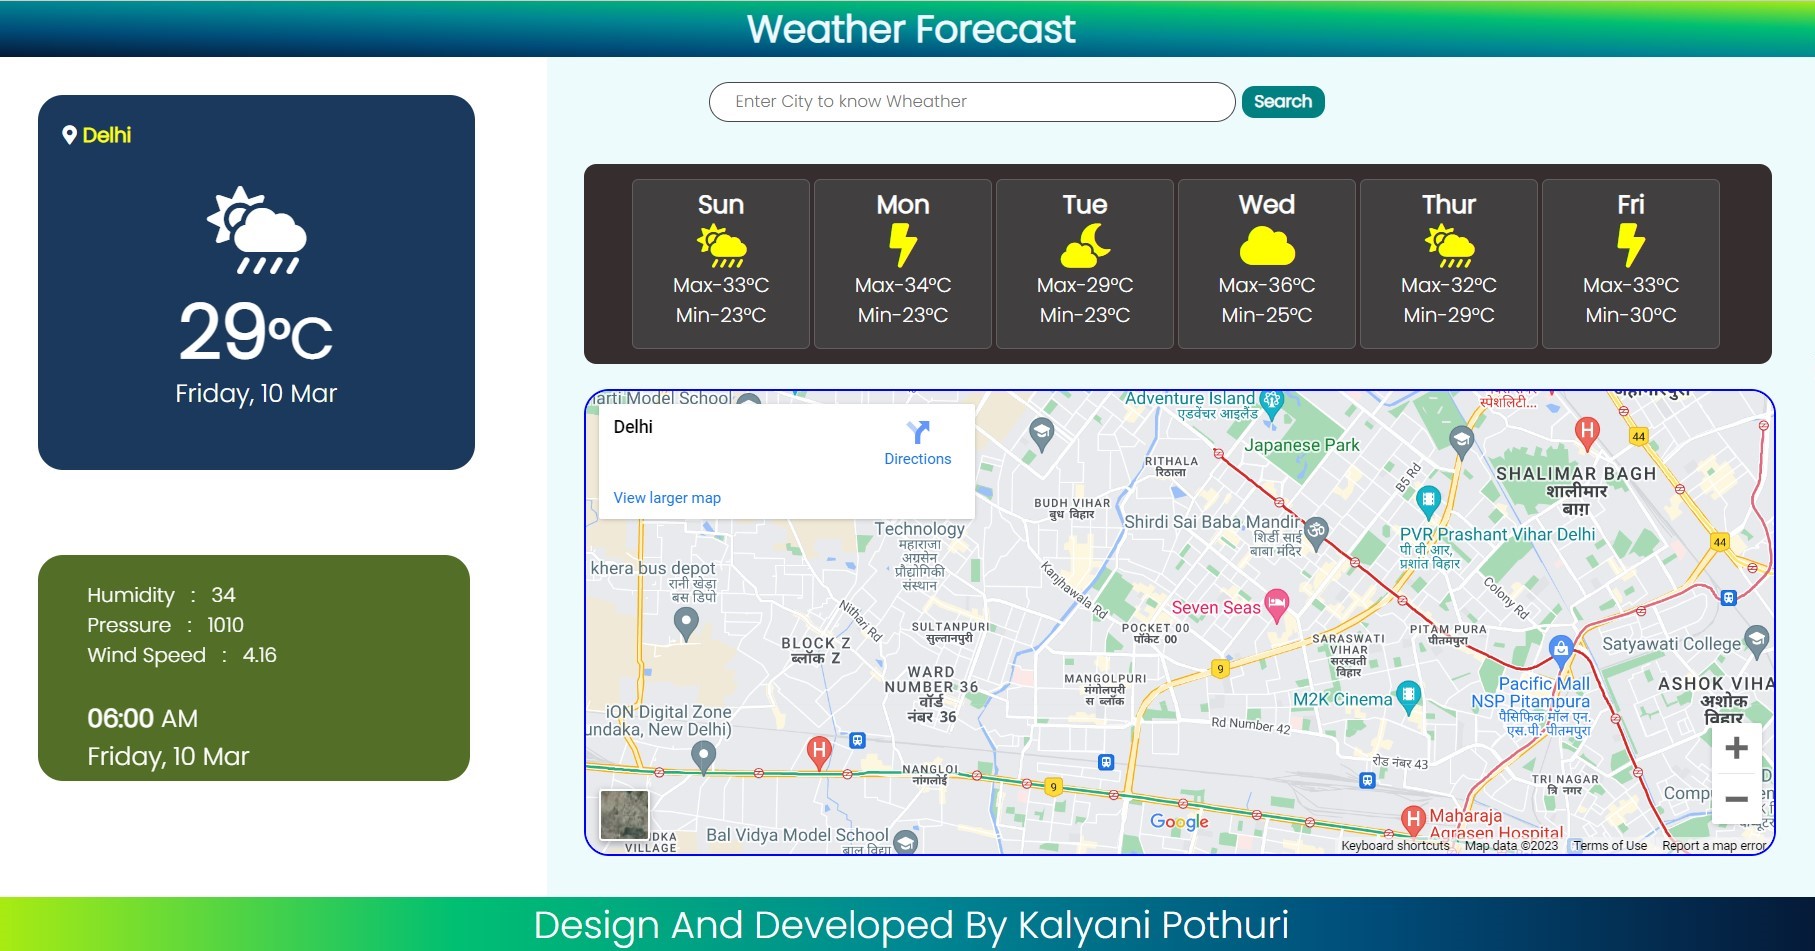 Weather Forecast
Delhi
29°C
Friday, 10 Mar
Humidity : 34
Pressure : 1010
Wind Speed : 4.16
06:00 AM
Friday, 10 Mar
Enter City to know Wheather
Search
Sun
Max-33°C
Min-23°C
Mon
Max-34°C
Min-23°C
Tue
Max-29°C
Min-23°C
Wed
Max-36°C
Min-25°C
Thur
Max-32°C
Min-29°C
Fri
Max-33°C
Min-30°C
Delhi
Directions
View larger map
Model School
Adventure Island
एडवेंचर आइलैंड
स्पेशलिटी...
Japanese Park
44
RITHALA
रिठाला
B5 Rd
SHALIMAR BAGH
शालीमार
बाग़
BUDH VIHAR
बुध विहार
Technology
महाराजा
अग्रसेन
प्रौद्योगिकी
संस्थान
Shirdi Sai Baba Mandir
शिर्डी साई
बाबा मंदिर
PVR Prashant Vihar Delhi
पी वी आर,
प्रशांत विहार
44
khera bus depot
रानी खेड़ा
बस डिपो
Kanjhawala Rd
Colony Rd
Nithari Rd
Seven Seas
SULTANPURI
सुल्तानपुरी
POCKET 00
पॉकेट 00
PITAM PURA
पीतमपुरा
SARASWATI
VIHAR
सरस्वती
विहार
BLOCK Z
ब्लॉक Z
Satyawati College
WARD
NUMBER 36
वॉर्ड
नंबर 36
9
MANGOLPURI
मंगोलपुरी
स ब्लॉक
M2K Cinema
Pacific Mall
NSP Pitampura
पैसिफिक मॉल एन.
एस.पी. पीतमपुरा
ASHOK VIHA
अशोक
विहार
iON Digital Zone
undaka, New Delhi)
Rd Number 42
रोड नंबर 43
NANGLOI
नांगलोई
9
TRI NAGAR
त्रि नगर
Google
Maharaja
Agrasen Hospital
VILLAGE
Bal Vidya Model School
बाल विद्या
Keyboard shortcuts
Map data ©2023
Terms of Use
Report a map error
Design And Developed By Kalyani Pothuri